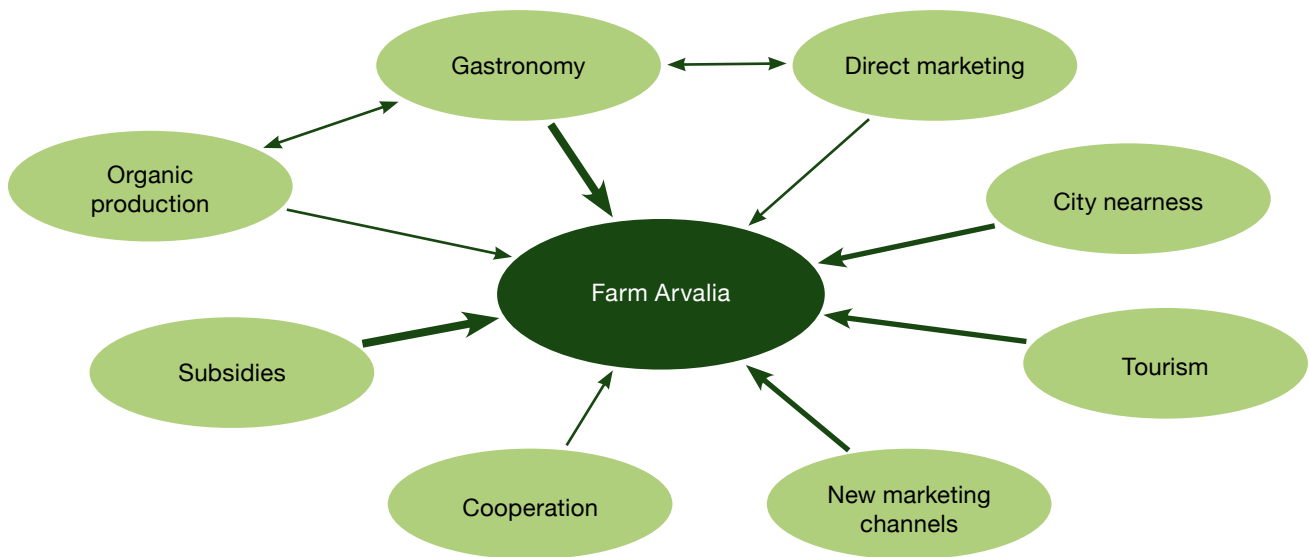 Gastronomy
Direct marketing
Organic
production
City nearness
Farm Arvalia
Subsidies
Tourism
Cooperation
New marketing
channels